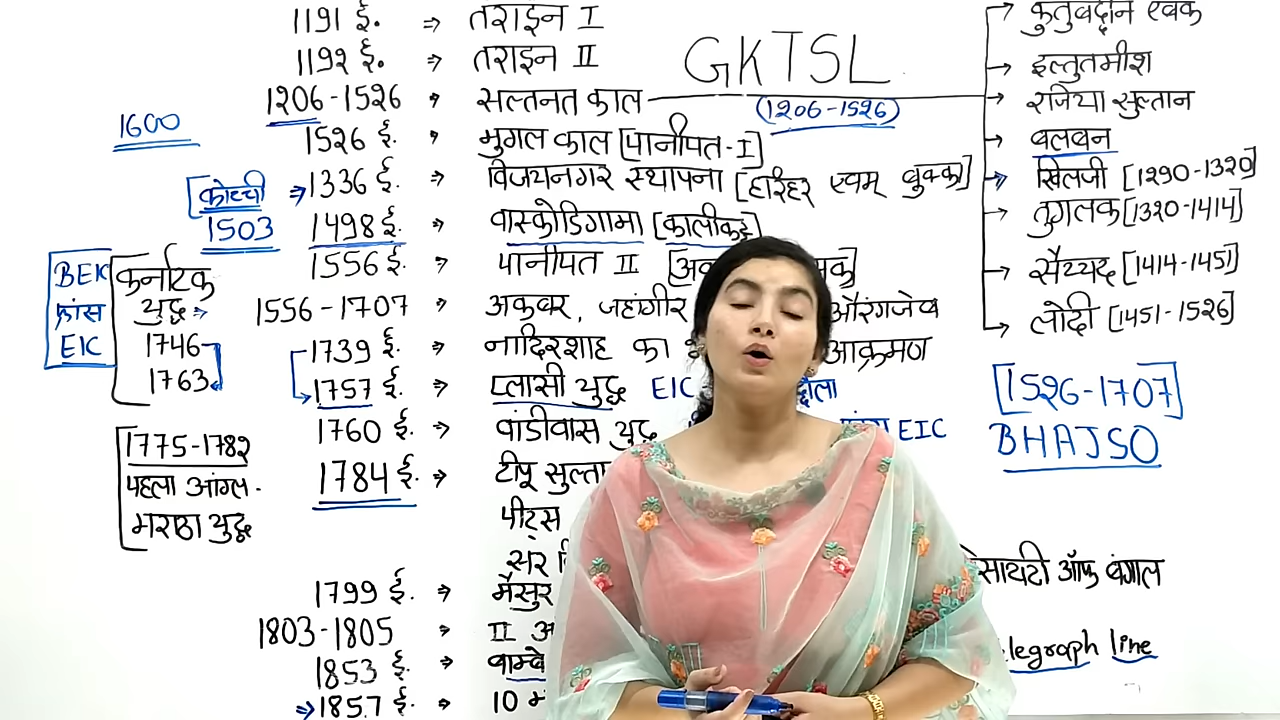 1191 ई. ⇒ तराइन I
1192 ई. ⇒ तराइन II
GKTSL
(1206-1526)
1206-1526 ⇒ सल्तनत काल
1526 ई. ⇒ मुगल काल [पानीपत-I]
1336 ई. ⇒ विजयनगर स्थापना [हरिहर एवम् बुक्का]
1498 ई. ⇒ वास्कोडिगामा [कालीकट]
1556 ई. ⇒ पानीपत II
1556-1707 ⇒ अकबर, जहांगीर औरंगजेब
1739 ई. ⇒ नादिरशाह का आक्रमण
1757 ई. ⇒ प्लासी युद्ध EIC
1760 ई. ⇒ वांडीवास युद्ध EIC
1784 ई. ⇒ टीपू
पीट्स
सर
सोसायटी ऑफ बंगाल
1799 ई. ⇒ मैसुर
1803-1805 ⇒ II
1853 ई. ⇒ line
⇒ 1857 ई. ⇒ 10
1600
[कोच्ची ⇒
1503
BEIC
फ्रांस
EIC
कर्नाटक
युद्ध ⇒
1746
1763
1775-1782
पहला आंग्ल-
मराठा युद्ध
→ कुतुबद्दीन एबक
→ इल्तुतमीश
→ रजिया सुल्तान
→ बलबन
→ खिलजी [1290-1320]
→ तुगलक [1320-1414]
→ सैय्यद [1414-1451]
→ लोदी [1451-1526]
[1526-1707]
BHAJSO